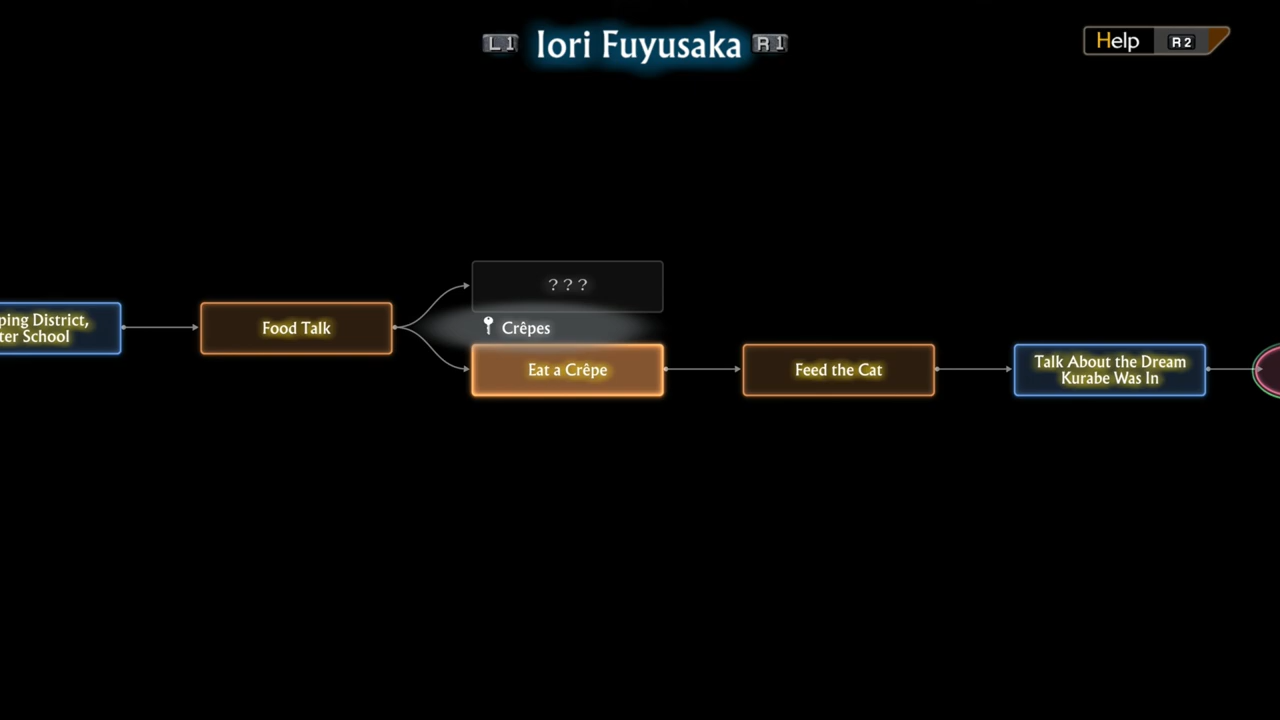 L1 Iori Fuyusaka R1
Help R2
ping District,
ter School
Food Talk
? ? ?
Crêpes
Eat a Crêpe
Feed the Cat
Talk About the Dream
Kurabe Was In